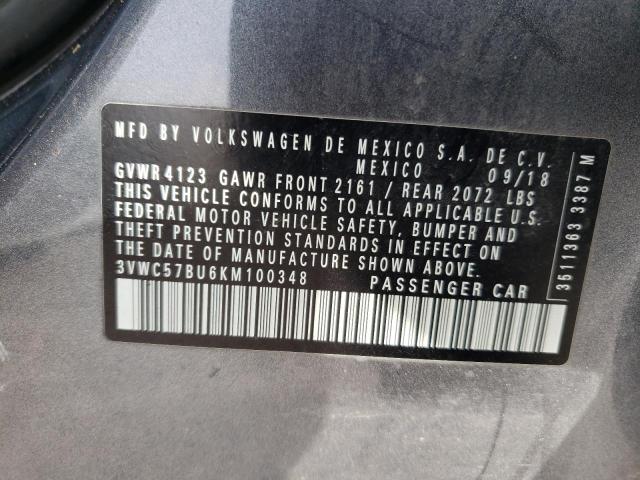 MFD BY VOLKSWAGEN DE MEXICO S.A. DE C.V.
MEXICO 09/18
GVWR 4123 GAWR FRONT 2161 / REAR 2072 LBS
THIS VEHICLE CONFORMS TO ALL APPLICABLE U.S.
FEDERAL MOTOR VEHICLE SAFETY, BUMPER AND
THEFT PROTECTION STANDARDS IN EFFECT ON
THE DATE OF MANUFACTURE SHOWN ABOVE.
3VWC57BU6KM100348 PASSENGER CAR
3611363 3387 M